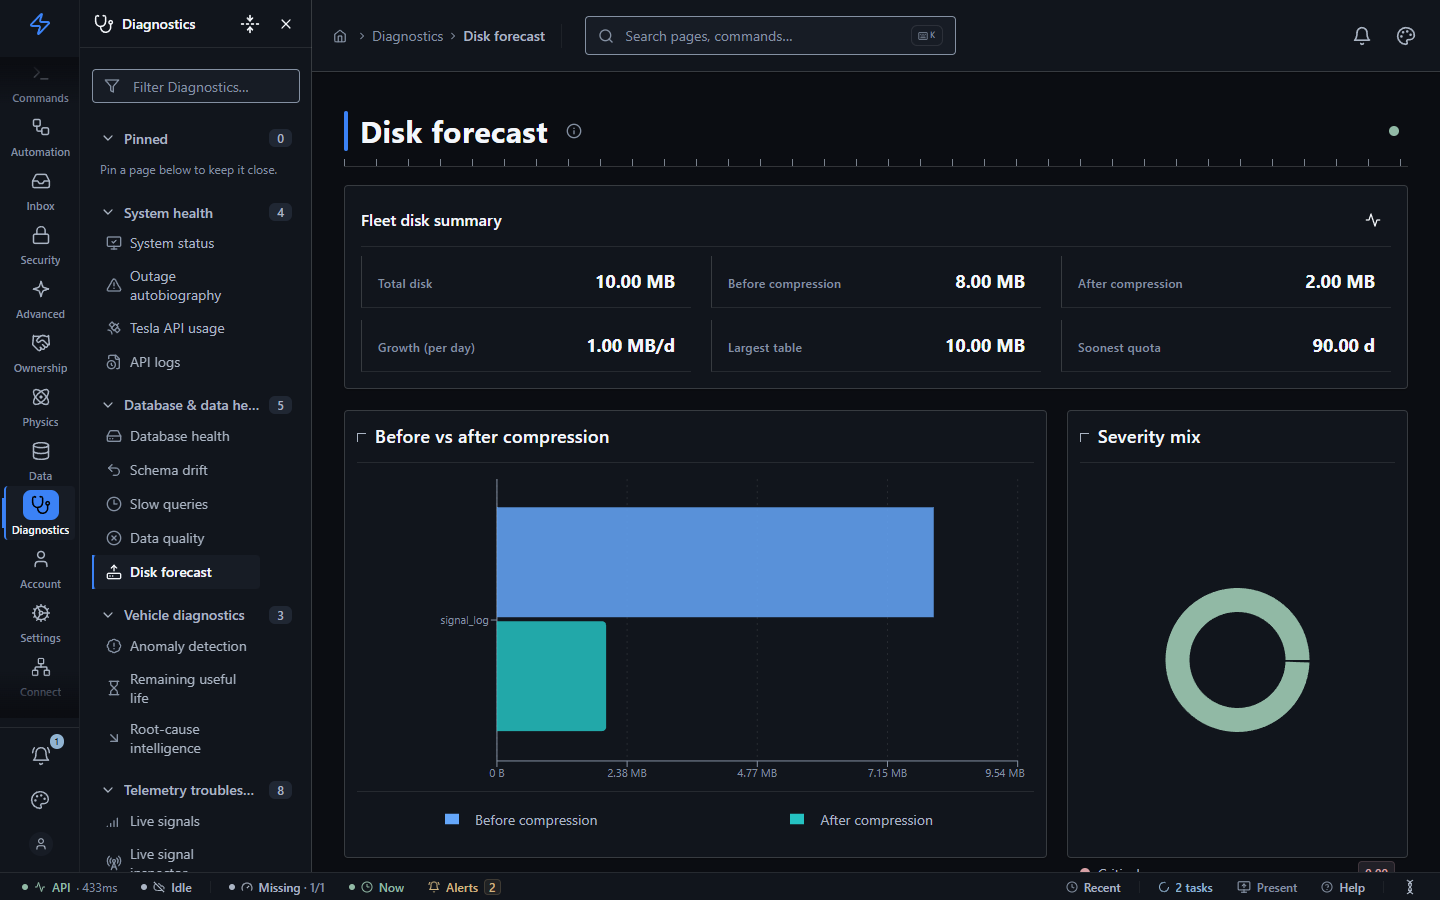 Diagnostics
Diagnostics
Disk forecast
Search pages, commands...
K
Commands
Automation
Inbox
Security
Advanced
Ownership
Physics
Data
Diagnostics
Account
Settings
Connect
1
Filter Diagnostics...
Pinned
0
Pin a page below to keep it close.
System health
4
System status
Outage
autobiography
Tesla API usage
API logs
Database & data he...
5
Database health
Schema drift
Slow queries
Data quality
Disk forecast
Vehicle diagnostics
3
Anomaly detection
Remaining useful
life
Root-cause
intelligence
Telemetry troubles...
8
Live signals
Live signal
Disk forecast
Fleet disk summary
Total disk
10.00 MB
Before compression
8.00 MB
After compression
2.00 MB
Growth (per day)
1.00 MB/d
Largest table
10.00 MB
Soonest quota
90.00 d
Before vs after compression
signal_log
0 B
2.38 MB
4.77 MB
7.15 MB
9.54 MB
Before compression
After compression
Severity mix
API · 433ms
Idle
Missing · 1/1
Now
Alerts
2
Recent
2 tasks
Present
Help